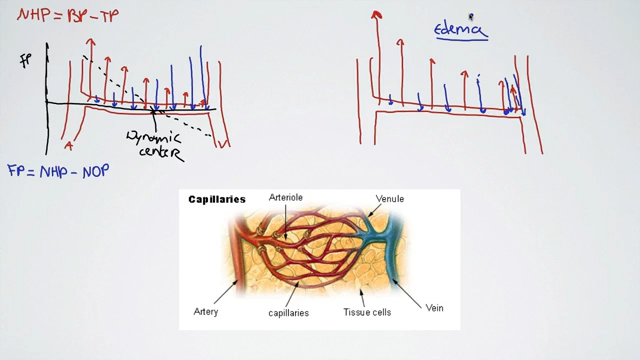 NHP = BP - TP
Edema
FP
A
V
Dynamic
center
FP = NHP - NOP
Capillaries
Arteriole
Venule
Artery
capillaries
Tissue cells
Vein